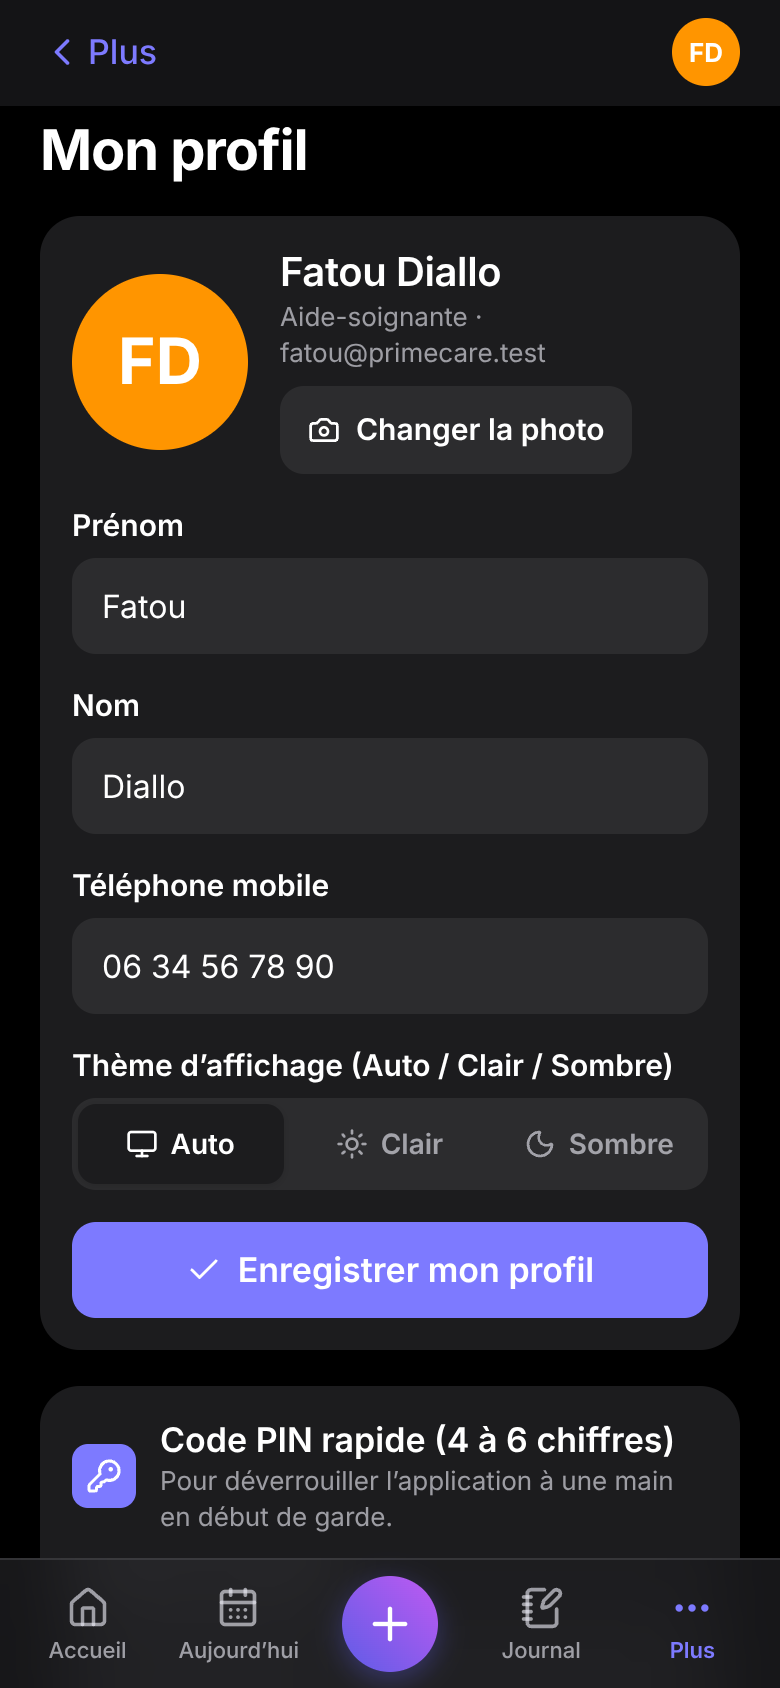 Plus
FD
Mon profil
FD
Fatou Diallo
Aide-soignante ·
fatou@primecare.test
Changer la photo
Prénom
Fatou
Nom
Diallo
Téléphone mobile
06 34 56 78 90
Thème d’affichage (Auto / Clair / Sombre)
Auto
Clair
Sombre
Enregistrer mon profil
Code PIN rapide (4 à 6 chiffres)
Pour déverrouiller l’application à une main
en début de garde.
Accueil
Aujourd’hui
Journal
Plus